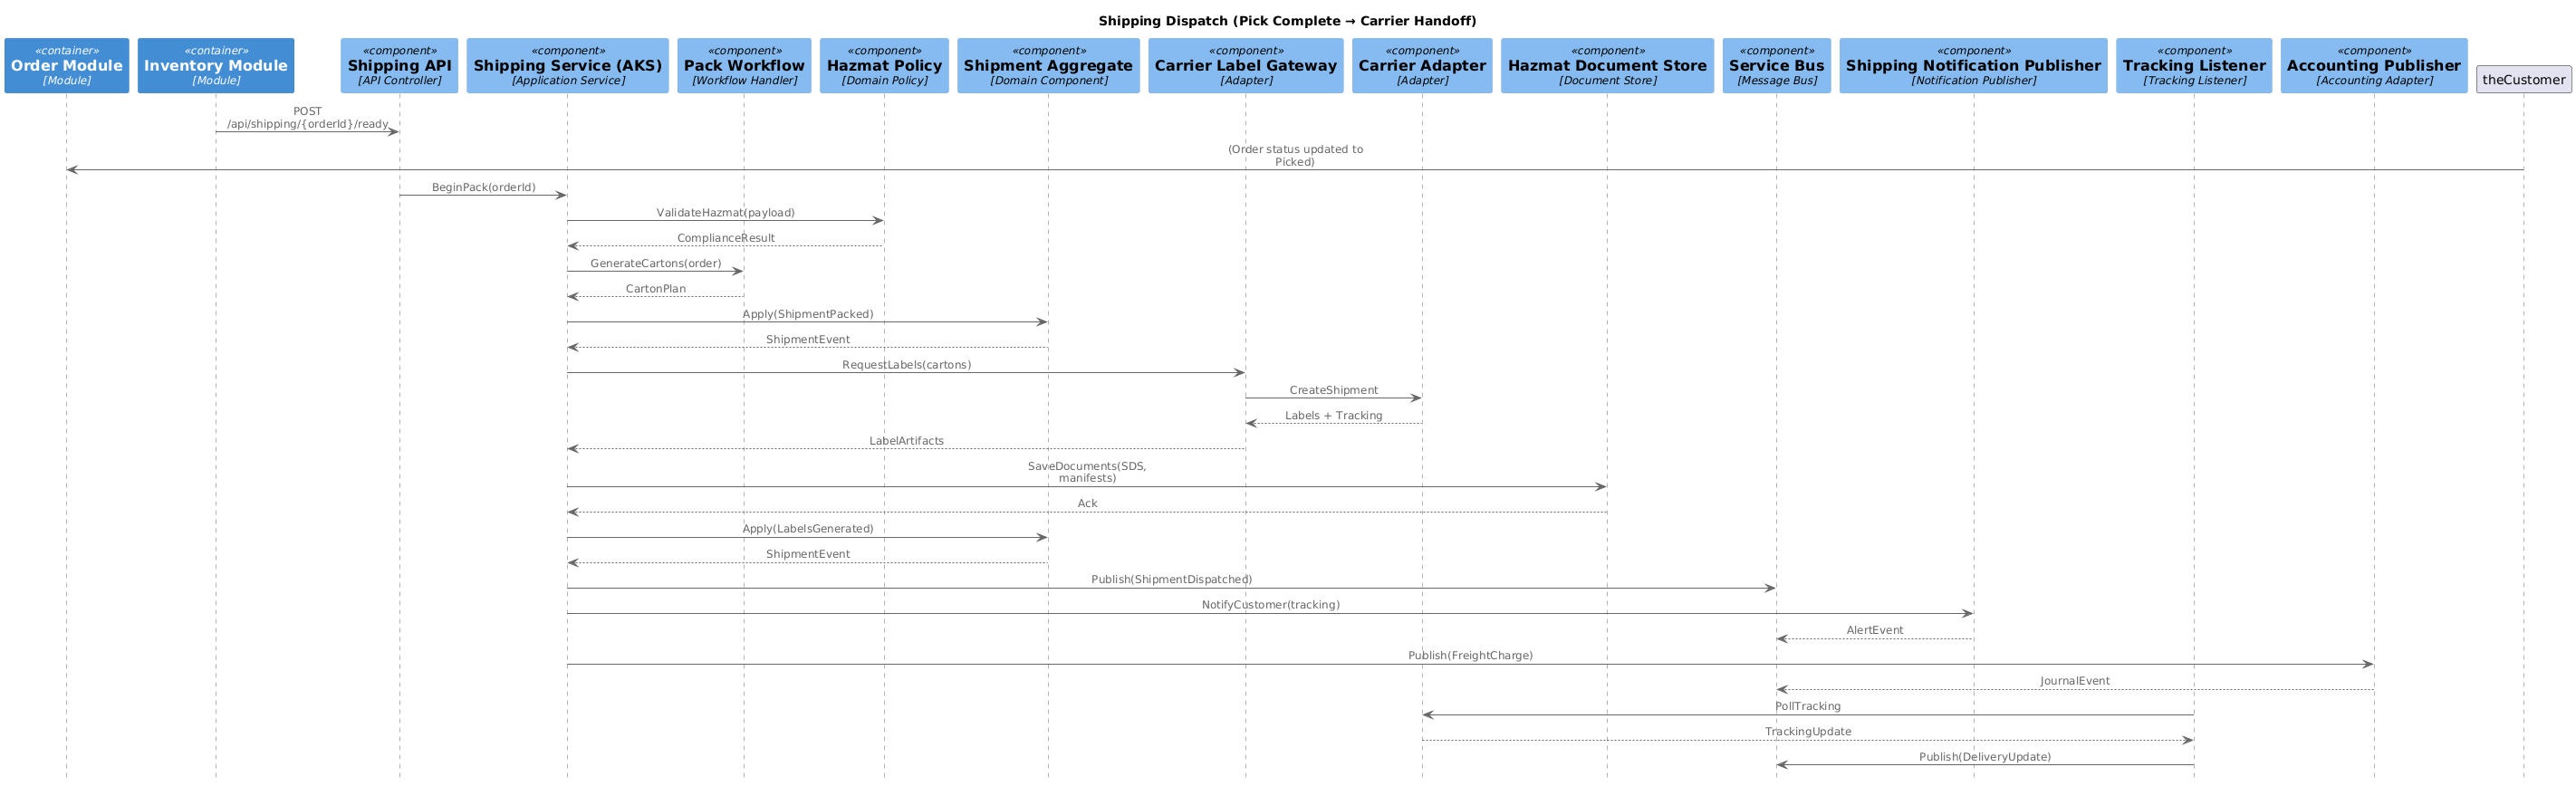 Shipping Dispatch (Pick Complete → Carrier Handoff)
«container»
Order Module
[Module]
«container»
Inventory Module
[Module]
«component»
Shipping API
[API Controller]
«component»
Shipping Service (AKS)
[Application Service]
«component»
Pack Workflow
[Workflow Handler]
«component»
Hazmat Policy
[Domain Policy]
«component»
Shipment Aggregate
[Domain Component]
«component»
Carrier Label Gateway
[Adapter]
«component»
Carrier Adapter
[Adapter]
«component»
Hazmat Document Store
[Document Store]
«component»
Service Bus
[Message Bus]
«component»
Shipping Notification Publisher
[Notification Publisher]
«component»
Tracking Listener
[Tracking Listener]
«component»
Accounting Publisher
[Accounting Adapter]
theCustomer
POST
/api/shipping/{orderId}/ready
(Order status updated to
Picked)
BeginPack(orderId)
ValidateHazmat(payload)
ComplianceResult
GenerateCartons(order)
CartonPlan
Apply(ShipmentPacked)
ShipmentEvent
RequestLabels(cartons)
CreateShipment
Labels + Tracking
LabelArtifacts
SaveDocuments(SDS,
manifests)
Ack
Apply(LabelsGenerated)
ShipmentEvent
Publish(ShipmentDispatched)
NotifyCustomer(tracking)
AlertEvent
Publish(FreightCharge)
JournalEvent
PollTracking
TrackingUpdate
Publish(DeliveryUpdate)